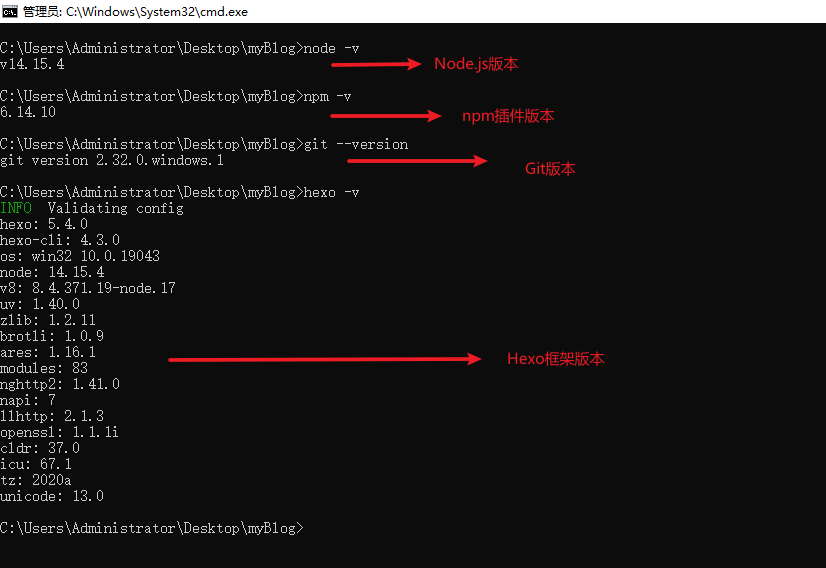 管理员: C:\Windows\System32\cmd.exe
C:\Users\Administrator\Desktop\myBlog>node -v
v14.15.4
Node.js版本
C:\Users\Administrator\Desktop\myBlog>npm -v
6.14.10
npm插件版本
C:\Users\Administrator\Desktop\myBlog>git --version
git version 2.32.0.windows.1
Git版本
C:\Users\Administrator\Desktop\myBlog>hexo -v
INFO  Validating config
hexo: 5.4.0
hexo-cli: 4.3.0
os: win32 10.0.19043
node: 14.15.4
v8: 8.4.371.19-node.17
uv: 1.40.0
zlib: 1.2.11
brotli: 1.0.9
ares: 1.16.1
Hexo框架版本
modules: 83
nghttp2: 1.41.0
napi: 7
llhttp: 2.1.3
openssl: 1.1.1i
cldr: 37.0
icu: 67.1
tz: 2020a
unicode: 13.0
C:\Users\Administrator\Desktop\myBlog>